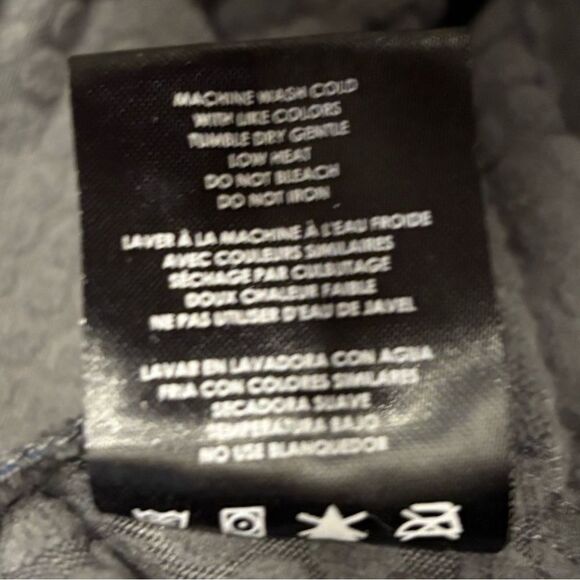 MACHINE WASH COLD
WITH LIKE COLORS
TUMBLE DRY GENTLE
LOW HEAT
DO NOT BLEACH
DO NOT IRON
LAVER À LA MACHINE À L'EAU FROIDE
AVEC COULEURS SIMILAIRES
SÉCHAGE PAR CULBUTAGE
DOUX CHALEUR FAIBLE
NE PAS UTILISER D'EAU DE JAVEL
LAVAR EN LAVADORA CON AGUA
FRIA CON COLORES SIMILARES
SECADORA SUAVE
TEMPERATURA BAJO
NO USE BLANQUEDOR